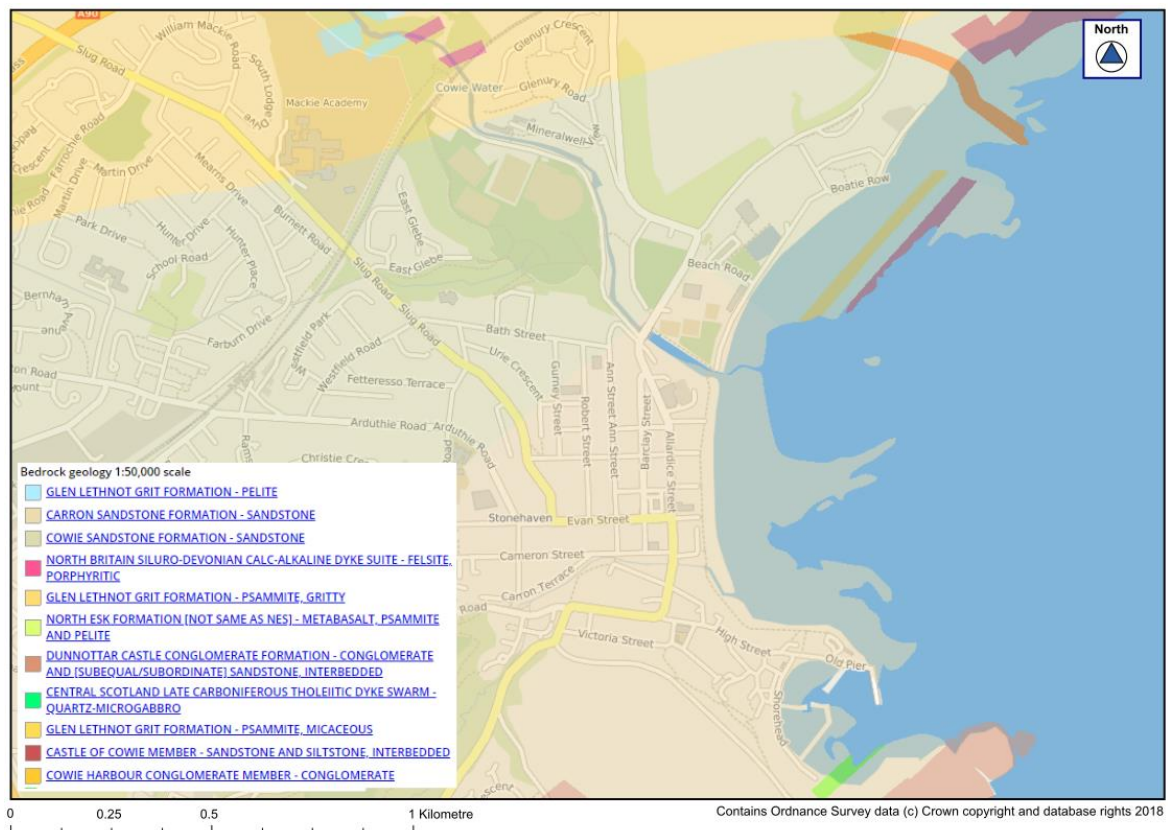 A90
North
William Mackie Road
Slug Road
South Lodge
Drive
Glenury Crescent
Glenury Road
Cowie Water
Mackie Academy
Mineralwell
Farrochie Road
Crescent
Martin Drive
Martin Drive
Mearns Drive
Burnett Road
Park Drive
Hunter
Hunter Place
School Road
East Glebe
East Glebe
Slug Road
Slug Road
Boatie Row
Beach Road
Farburn Drive
Westfield Park
Westfield Road
Bath Street
Urie Crescent
Fetteresso Terrace
Gurney Street
Robert Street
Ann Street Ann Street
Barclay Street
Allardice Street
Arduthie Road Arduthie Road
Stonehaven
Evan Street
Cameron Street
Carron Terrace
Road
Victoria Street
High Street
Old Pier
Shorehead
Bedrock geology 1:50,000 scale
GLEN LETHNOT GRIT FORMATION - PELITE
CARRON SANDSTONE FORMATION - SANDSTONE
COWIE SANDSTONE FORMATION - SANDSTONE
NORTH BRITAIN SILURO-DEVONIAN CALC-ALKALINE DYKE SUITE - FELSITE,
PORPHYRITIC
GLEN LETHNOT GRIT FORMATION - PSAMMITE, GRITTY
NORTH ESK FORMATION [NOT SAME AS NES] - METABASALT, PSAMMITE
AND PELITE
DUNNOTTAR CASTLE CONGLOMERATE FORMATION - CONGLOMERATE
AND [SUBEQUAL/SUBORDINATE] SANDSTONE, INTERBEDDED
CENTRAL SCOTLAND LATE CARBONIFEROUS THOLEIITIC DYKE SWARM -
QUARTZ-MICROGABBRO
GLEN LETHNOT GRIT FORMATION - PSAMMITE, MICACEOUS
CASTLE OF COWIE MEMBER - SANDSTONE AND SILTSTONE, INTERBEDDED
COWIE HARBOUR CONGLOMERATE MEMBER - CONGLOMERATE
0 0.25 0.5 1 Kilometre
Contains Ordnance Survey data (c) Crown copyright and database rights 2018